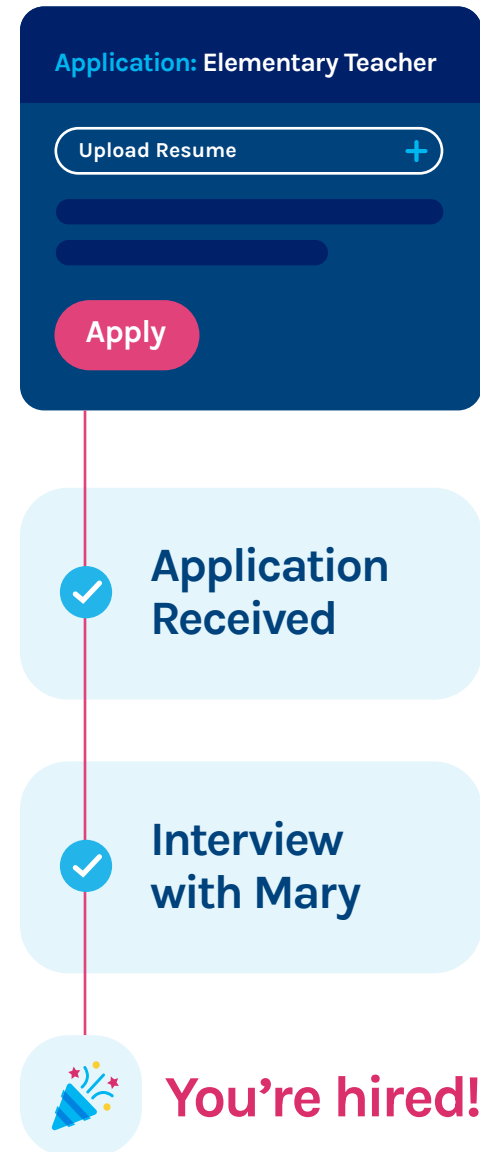 Application: Elementary Teacher
Upload Resume
Apply
Application
Received
Interview
with Mary
You’re hired!